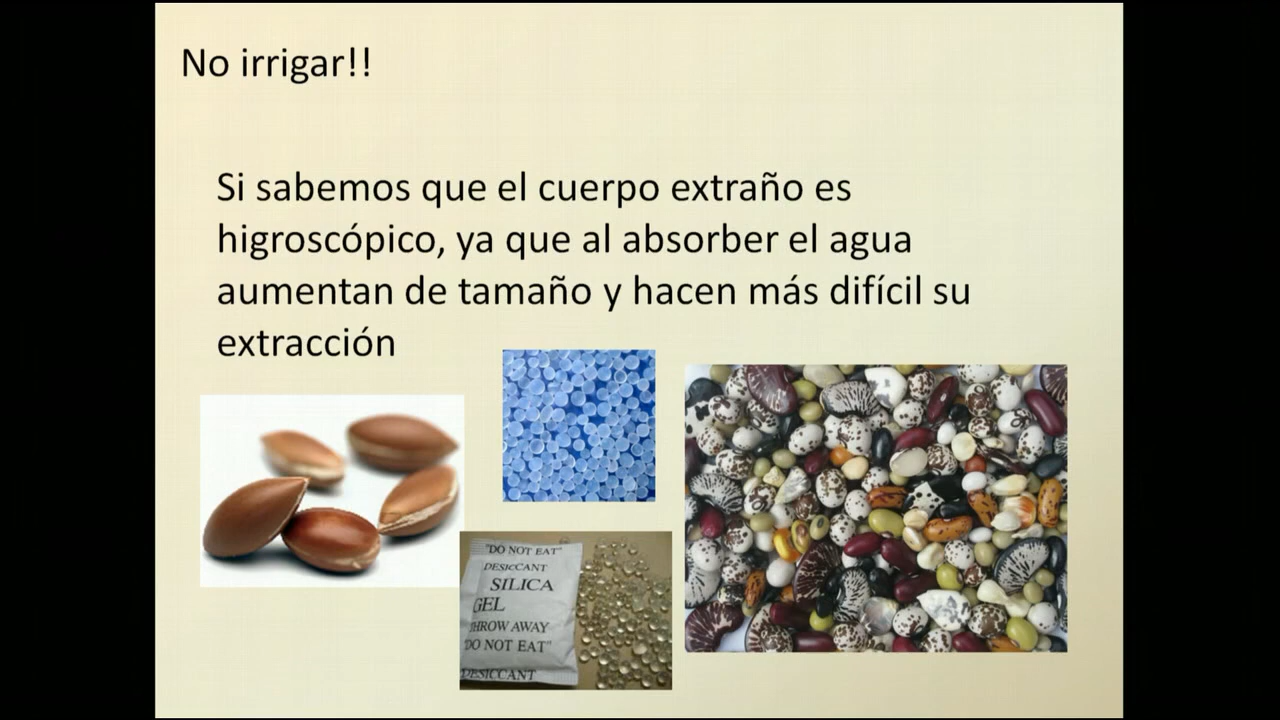 No irrigar!!
Si sabemos que el cuerpo extraño es
higroscópico, ya que al absorber el agua
aumentan de tamaño y hacen más difícil su
extracción
"DO NOT EAT"
DESICCANT
SILICA
GEL
THROW AWAY
"DO NOT EAT"
DESICCANT